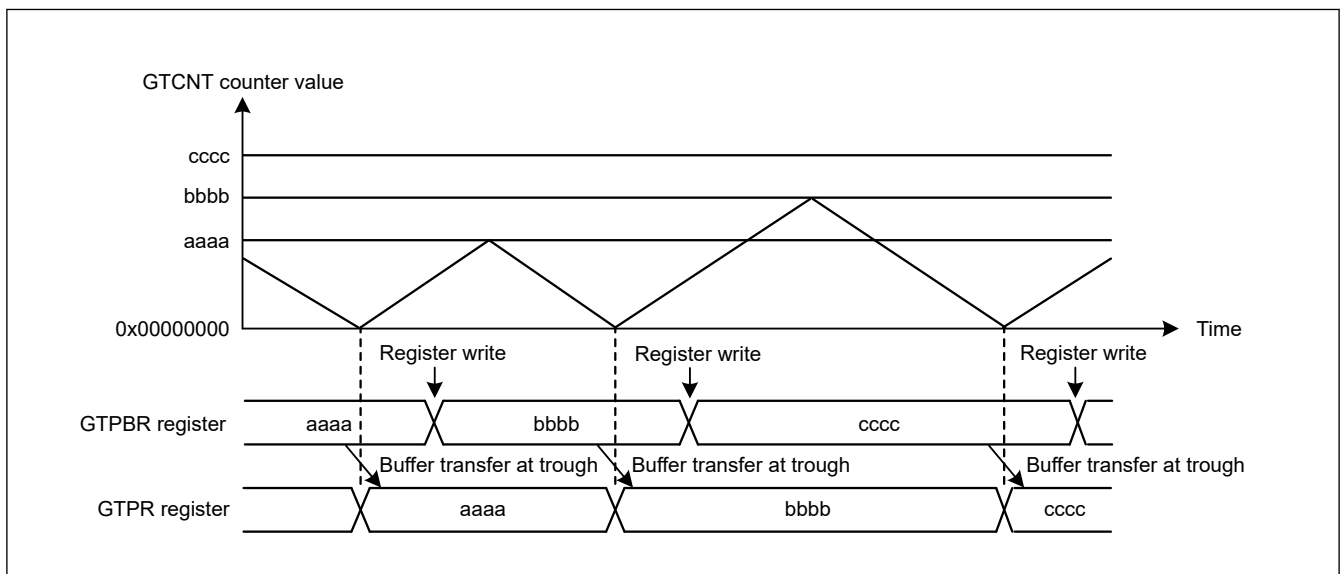 GTCNT counter value
cccc
bbbb
aaaa
0x00000000
Time
Register write Register write Register write
GTPBR register aaaa bbbb cccc
Buffer transfer at trough Buffer transfer at trough Buffer transfer at trough
GTPR register aaaa bbbb cccc